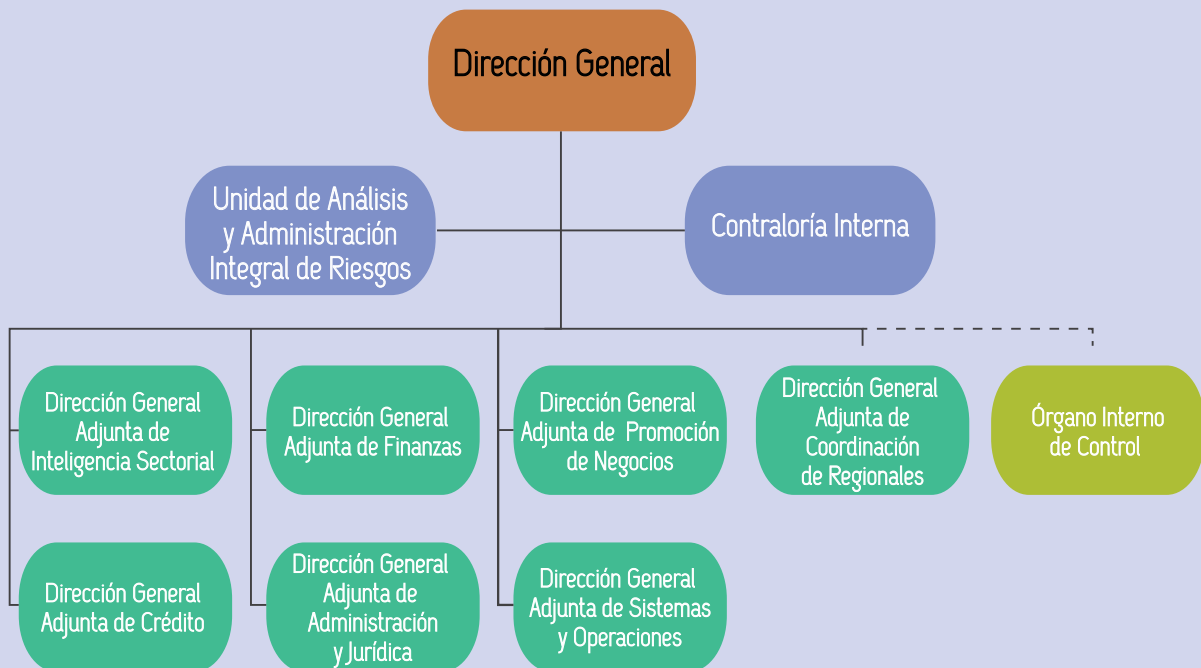 Dirección General
Unidad de Análisis
y Administración
Integral de Riesgos
Contraloría Interna
Dirección General
Adjunta de
Inteligencia Sectorial
Dirección General
Adjunta de Finanzas
Dirección General
Adjunta de Promoción
de Negocios
Dirección General
Adjunta de
Coordinación
de Regionales
Órgano Interno
de Control
Dirección General
Adjunta de Crédito
Dirección General
Adjunta de
Administración
y Jurídica
Dirección General
Adjunta de Sistemas
y Operaciones